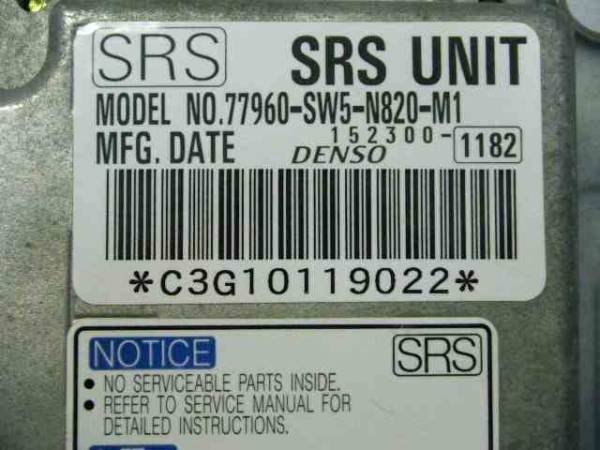 SRS SRS UNIT
MODEL NO.77960-SW5-N820-M1
152300-1182
MFG. DATE DENSO
*C3G10119022*
NOTICE SRS
• NO SERVICEABLE PARTS INSIDE.
• REFER TO SERVICE MANUAL FOR
DETAILED INSTRUCTIONS.